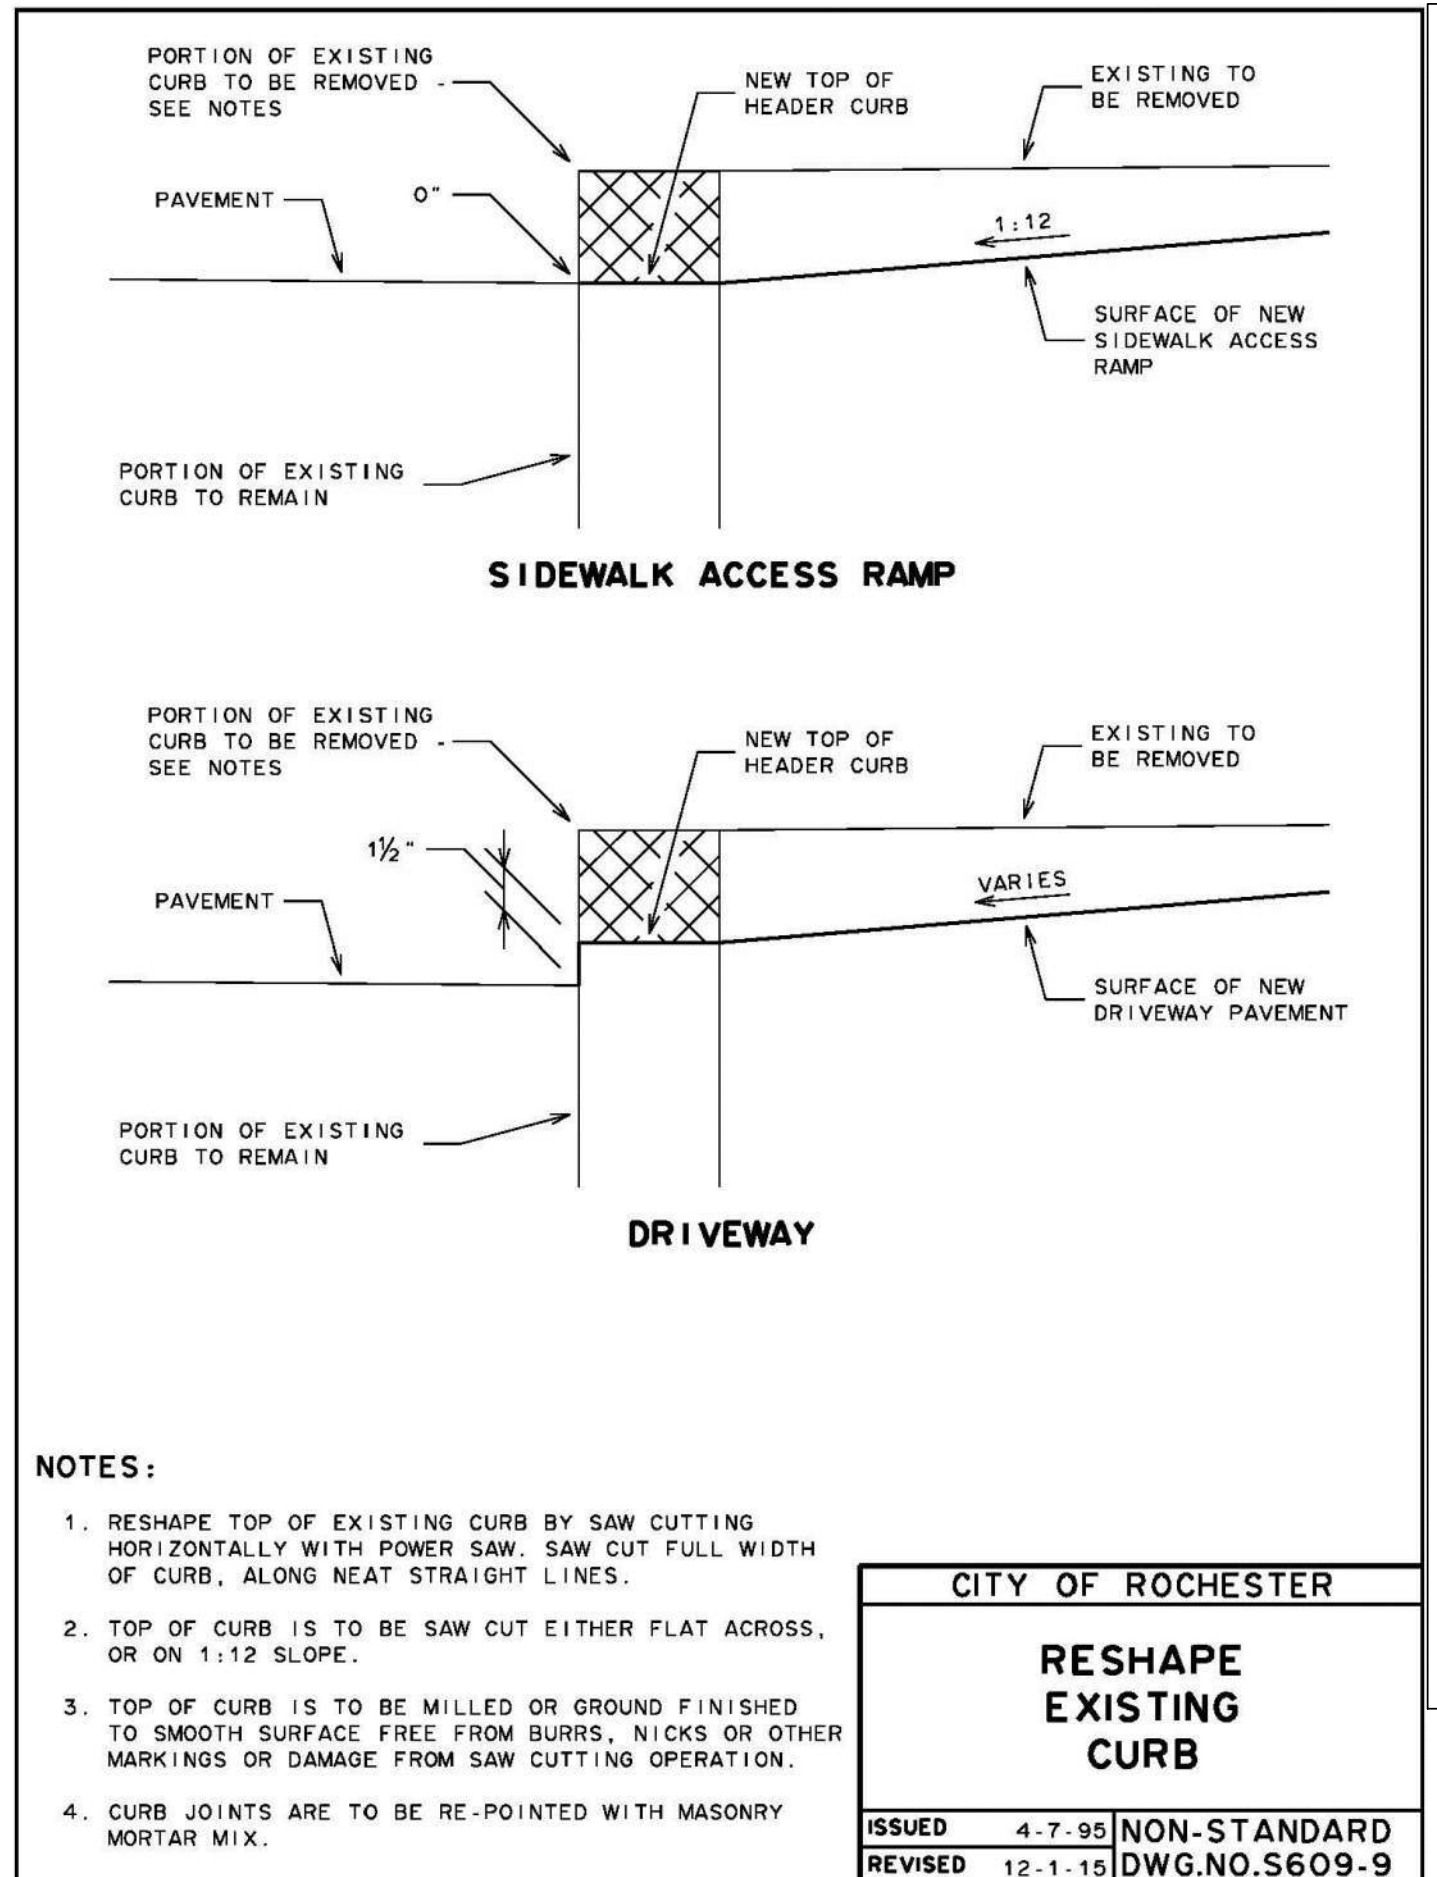 PORTION OF EXISTING
CURB TO BE REMOVED -
SEE NOTES
NEW TOP OF
HEADER CURB
EXISTING TO
BE REMOVED
PAVEMENT
0"
1:12
SURFACE OF NEW
SIDEWALK ACCESS
RAMP
PORTION OF EXISTING
CURB TO REMAIN
SIDEWALK ACCESS RAMP
PORTION OF EXISTING
CURB TO BE REMOVED -
SEE NOTES
NEW TOP OF
HEADER CURB
EXISTING TO
BE REMOVED
1½"
PAVEMENT
VARIES
SURFACE OF NEW
DRIVEWAY PAVEMENT
PORTION OF EXISTING
CURB TO REMAIN
DRIVEWAY
NOTES:
1. RESHAPE TOP OF EXISTING CURB BY SAW CUTTING
HORIZONTALLY WITH POWER SAW. SAW CUT FULL WIDTH
OF CURB, ALONG NEAT STRAIGHT LINES.
2. TOP OF CURB IS TO BE SAW CUT EITHER FLAT ACROSS,
OR ON 1:12 SLOPE.
3. TOP OF CURB IS TO BE MILLED OR GROUND FINISHED
TO SMOOTH SURFACE FREE FROM BURRS, NICKS OR OTHER
MARKINGS OR DAMAGE FROM SAW CUTTING OPERATION.
4. CURB JOINTS ARE TO BE RE-POINTED WITH MASONRY
MORTAR MIX.
CITY OF ROCHESTER
RESHAPE
EXISTING
CURB
ISSUED 4-7-95
REVISED 12-1-15
NON-STANDARD
DWG.NO.S609-9